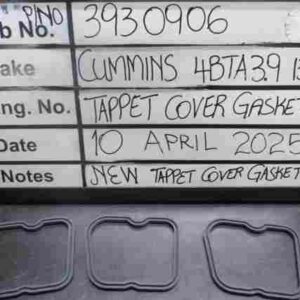 P/NO
b No. 3930906
ake CUMMINS 4BTA3.9
ng. No. TAPPET COVER GASKET
Date 10 APRIL 2025
Notes NEW TAPPET COVER GASKET